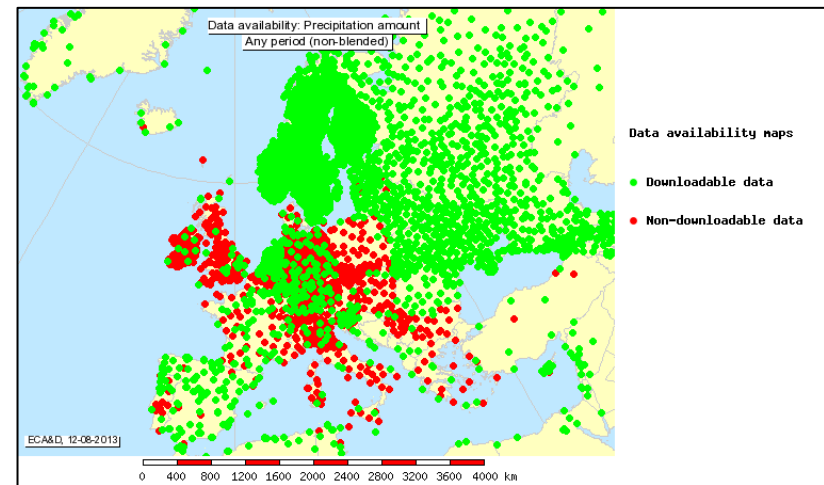 Data availability: Precipitation amount
Any period (non-blended)
Data availability maps
Downloadable data
Non-downloadable data
ECA&D, 12-08-2013
0 400 800 1200 1600 2000 2400 2800 3200 3600 4000 km